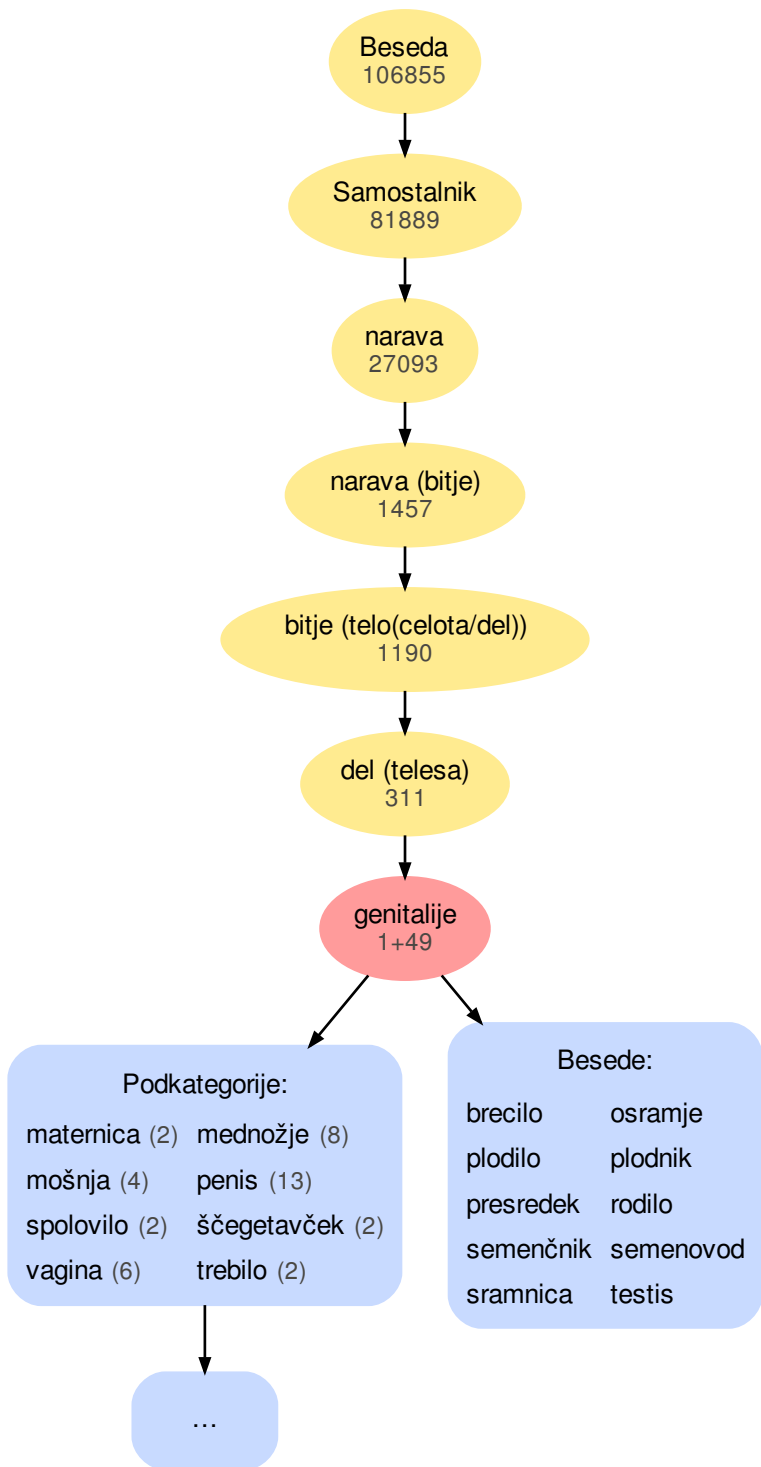 Beseda
106855
Samostalnik
81889
narava
27093
narava (bitje)
1457
bitje (telo(celota/del))
1190
del (telesa)
311
genitalije
1+49
Podkategorije:
maternica (2) mednožje (8)
mošnja (4) penis (13)
spolovilo (2) ščegetavček (2)
vagina (6) trebilo (2)
Besede:
brecilo osramje
plodilo plodnik
presredek rodilo
semenčnik semenovod
sramnica testis
...